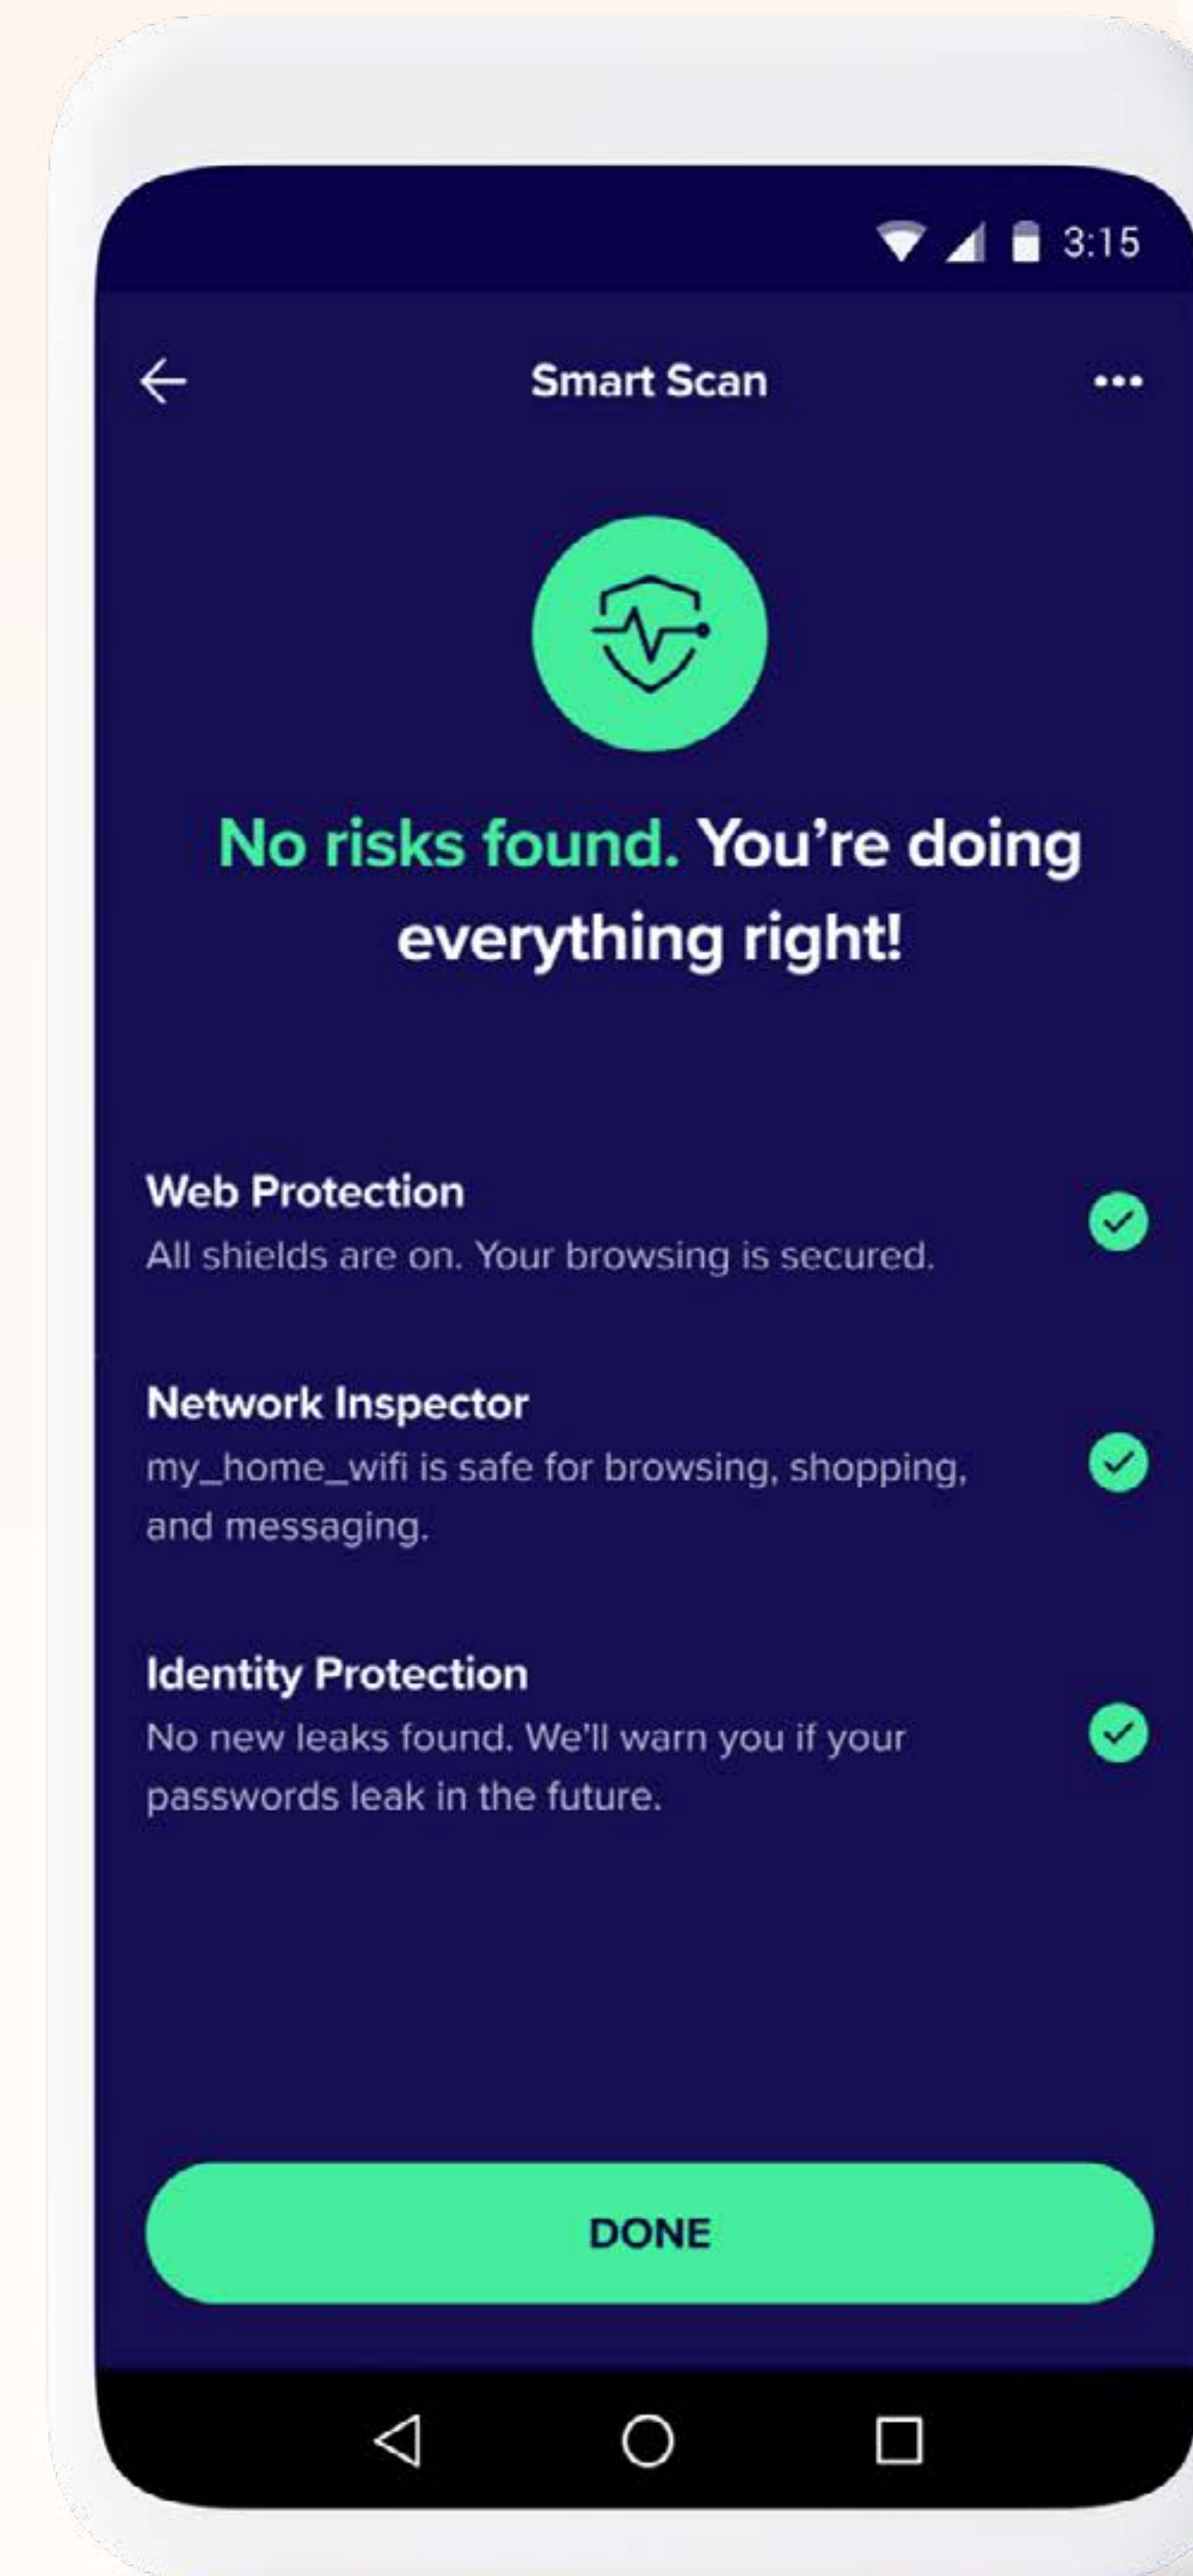 3:15
Smart Scan
No risks found. You’re doing
everything right!
Web Protection
All shields are on. Your browsing is secured.
Network Inspector
my_home_wifi is safe for browsing, shopping,
and messaging.
Identity Protection
No new leaks found. We'll warn you if your
passwords leak in the future.
DONE